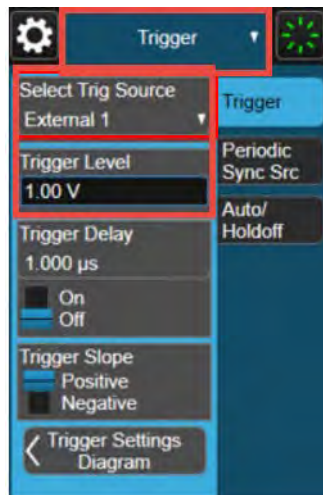 Trigger
Select Trig Source
External 1
Trigger Level
1.00 V
Trigger Delay
1.000 µs
On
Off
Trigger Slope
Positive
Negative
Trigger Settings
Diagram
Trigger
Periodic
Sync Src
Auto/
Holdoff